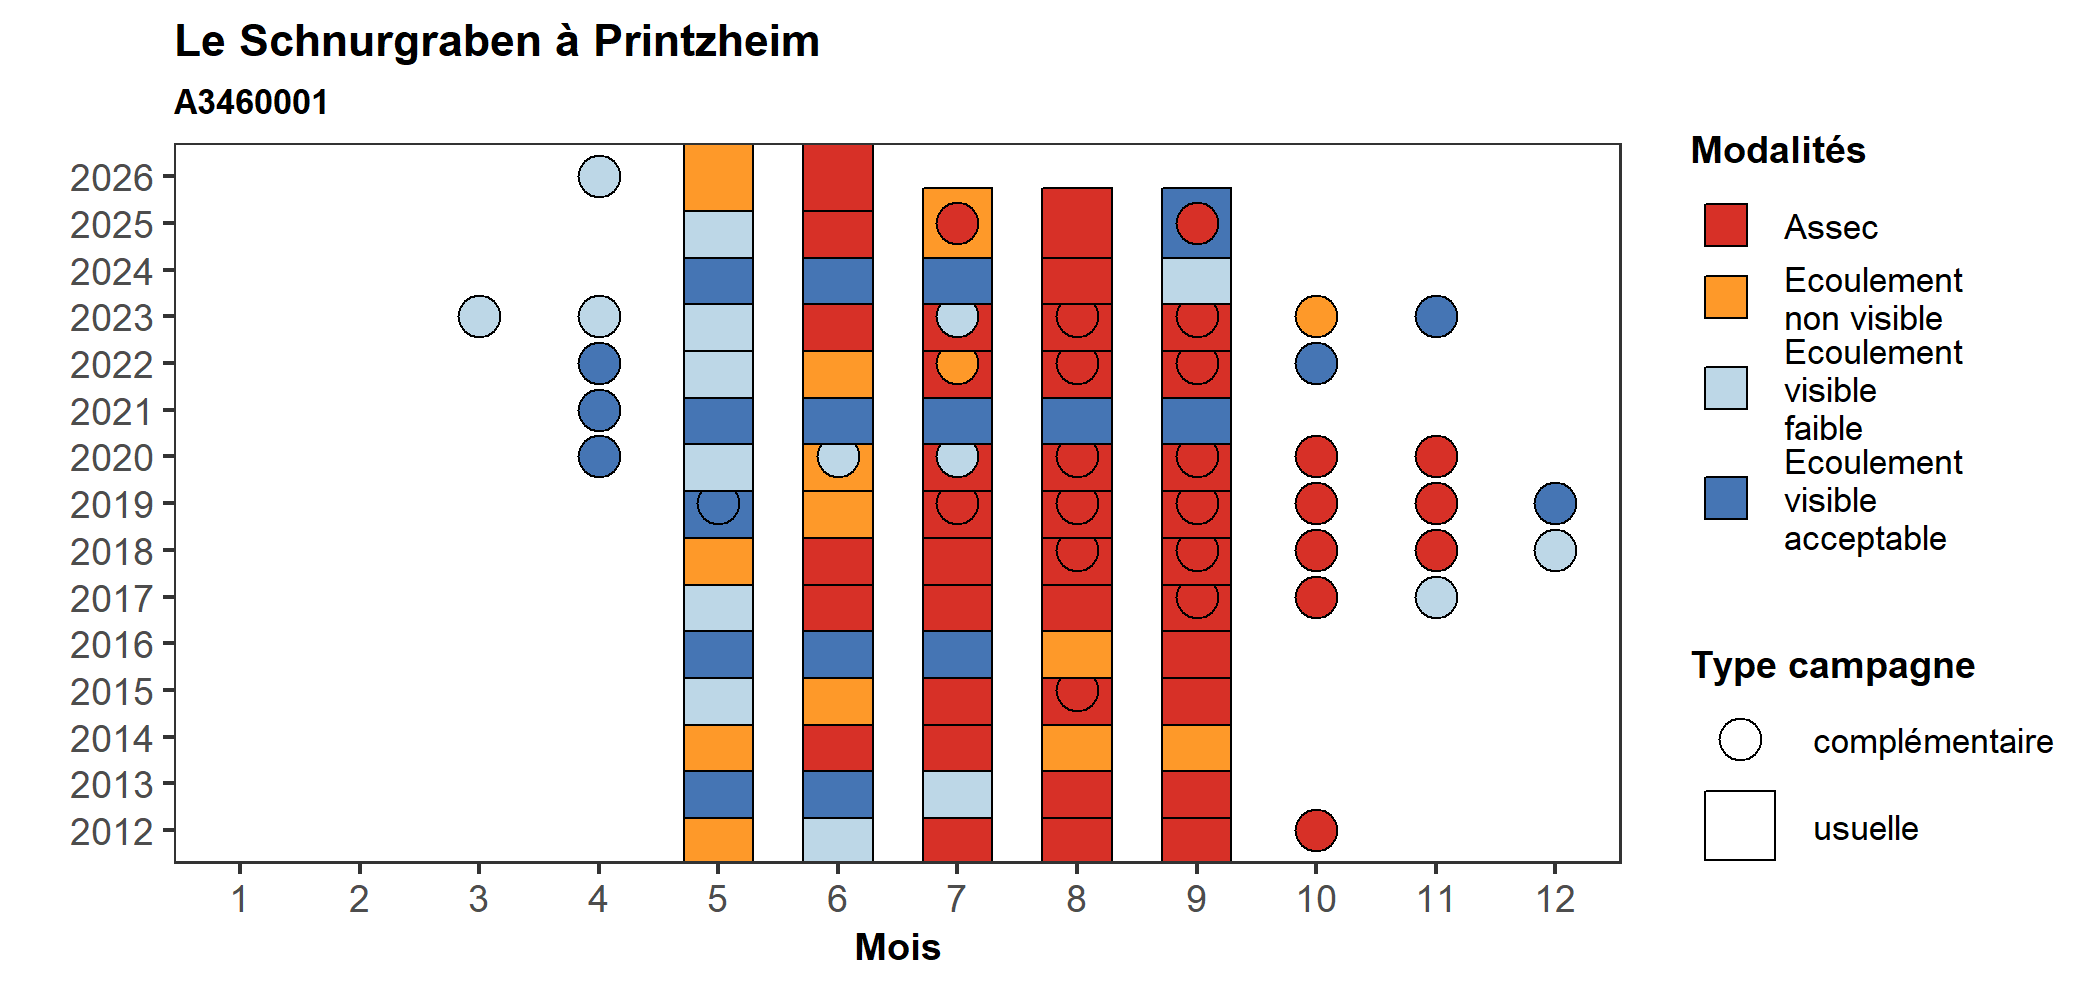 Le Schnurgraben à Printzheim
A3460001
2026
2025
2024
2023
2022
2021
2020
2019
2018
2017
2016
2015
2014
2013
2012
1 2 3 4 5 6 7 8 9 10 11 12
Mois
Modalités
Assec
Ecoulement
non visible
Ecoulement
visible
faible
Ecoulement
visible
acceptable
Type campagne
complémentaire
usuelle